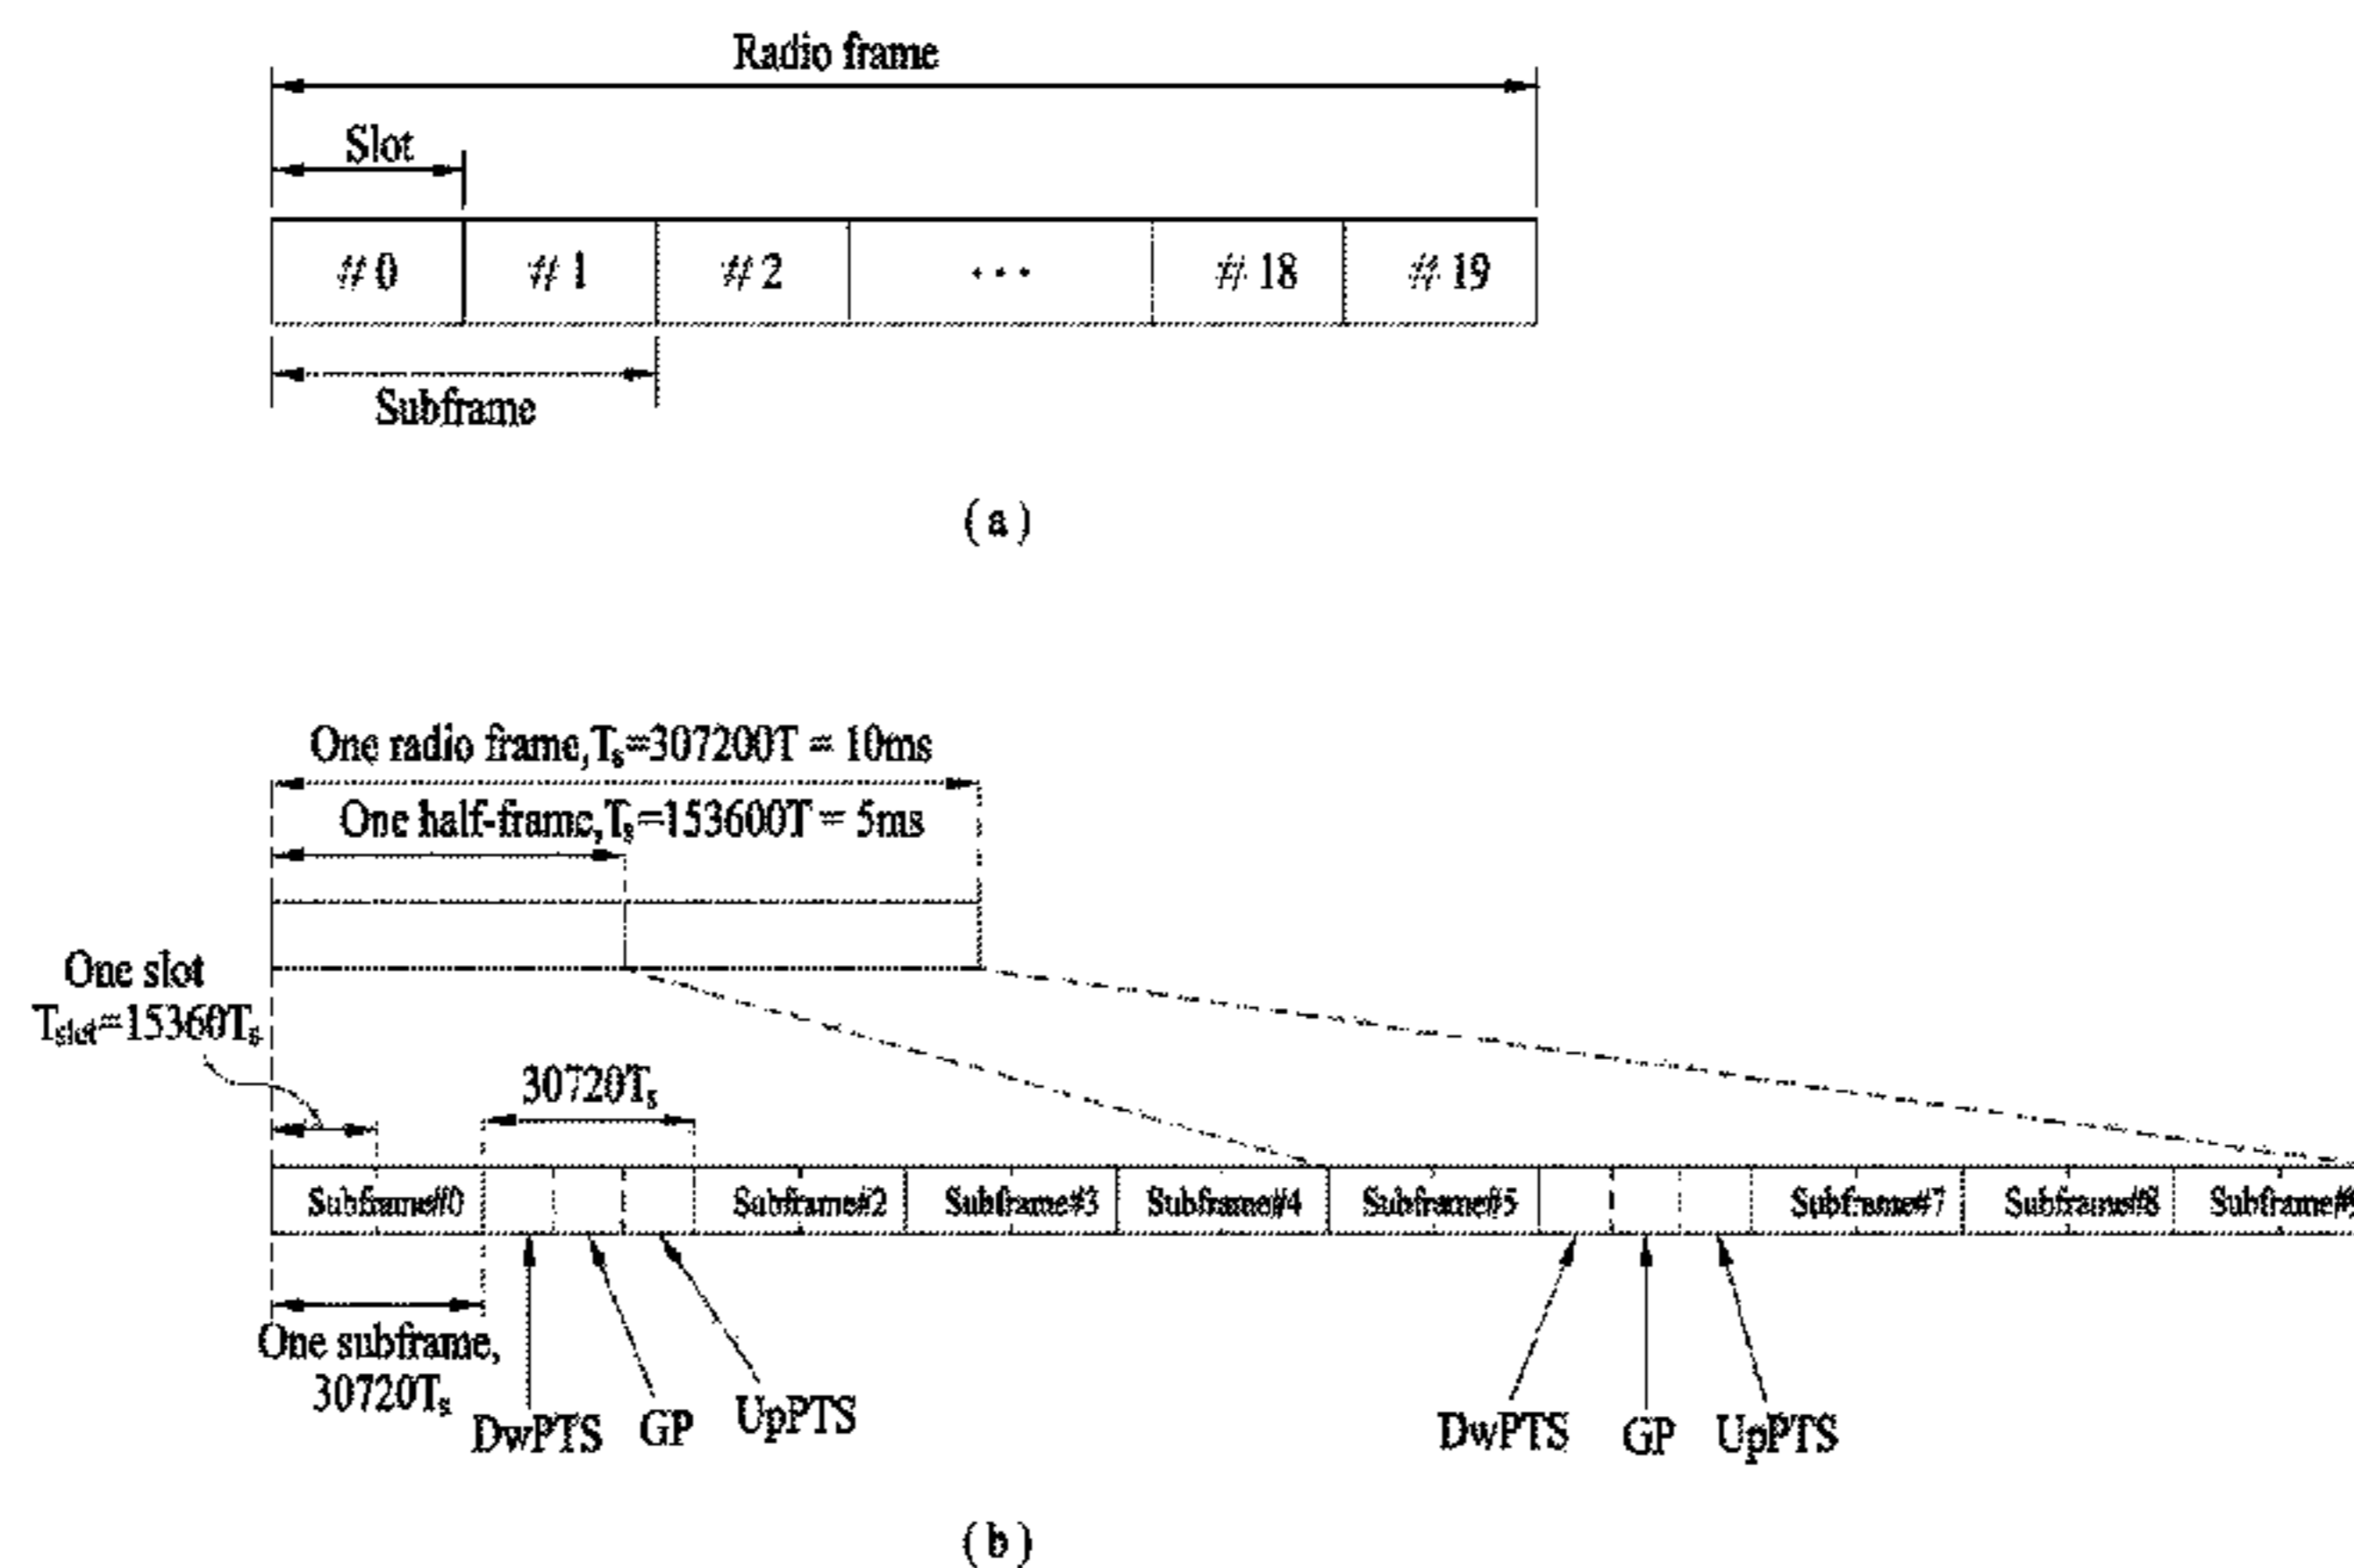 Radio frame
Slot
# 0 # 1 # 2 ··· # 18 # 19
Subframe
( a )
One radio frame,Ts=307200T = 10ms
One half-frame,Ts=153600T = 5ms
One slot
Tslot=15360Ts
30720Ts
Subframe#0 Subframe#2 Subframe#3 Subframe#4 Subframe#5 Subframe#7 Subframe#8
One subframe,
30720Ts
DwPTS GP UpPTS DwPTS GP UpPTS
( b )